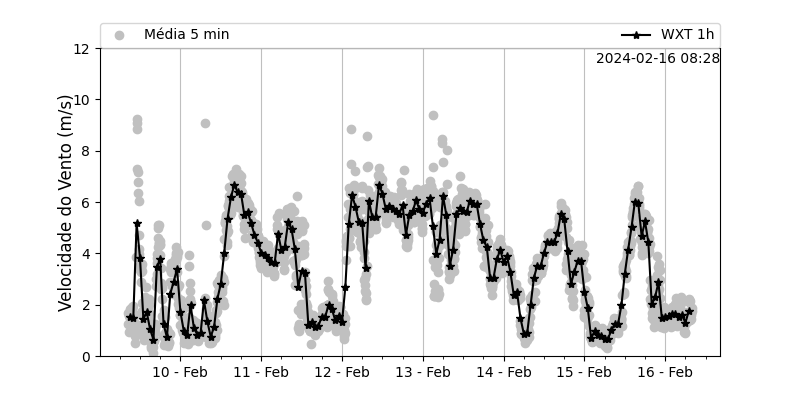 Média 5 min
WXT 1h
2024-02-16 08:28
Velocidade do Vento (m/s)
12
10
8
6
4
2
0
10 - Feb
11 - Feb
12 - Feb
13 - Feb
14 - Feb
15 - Feb
16 - Feb